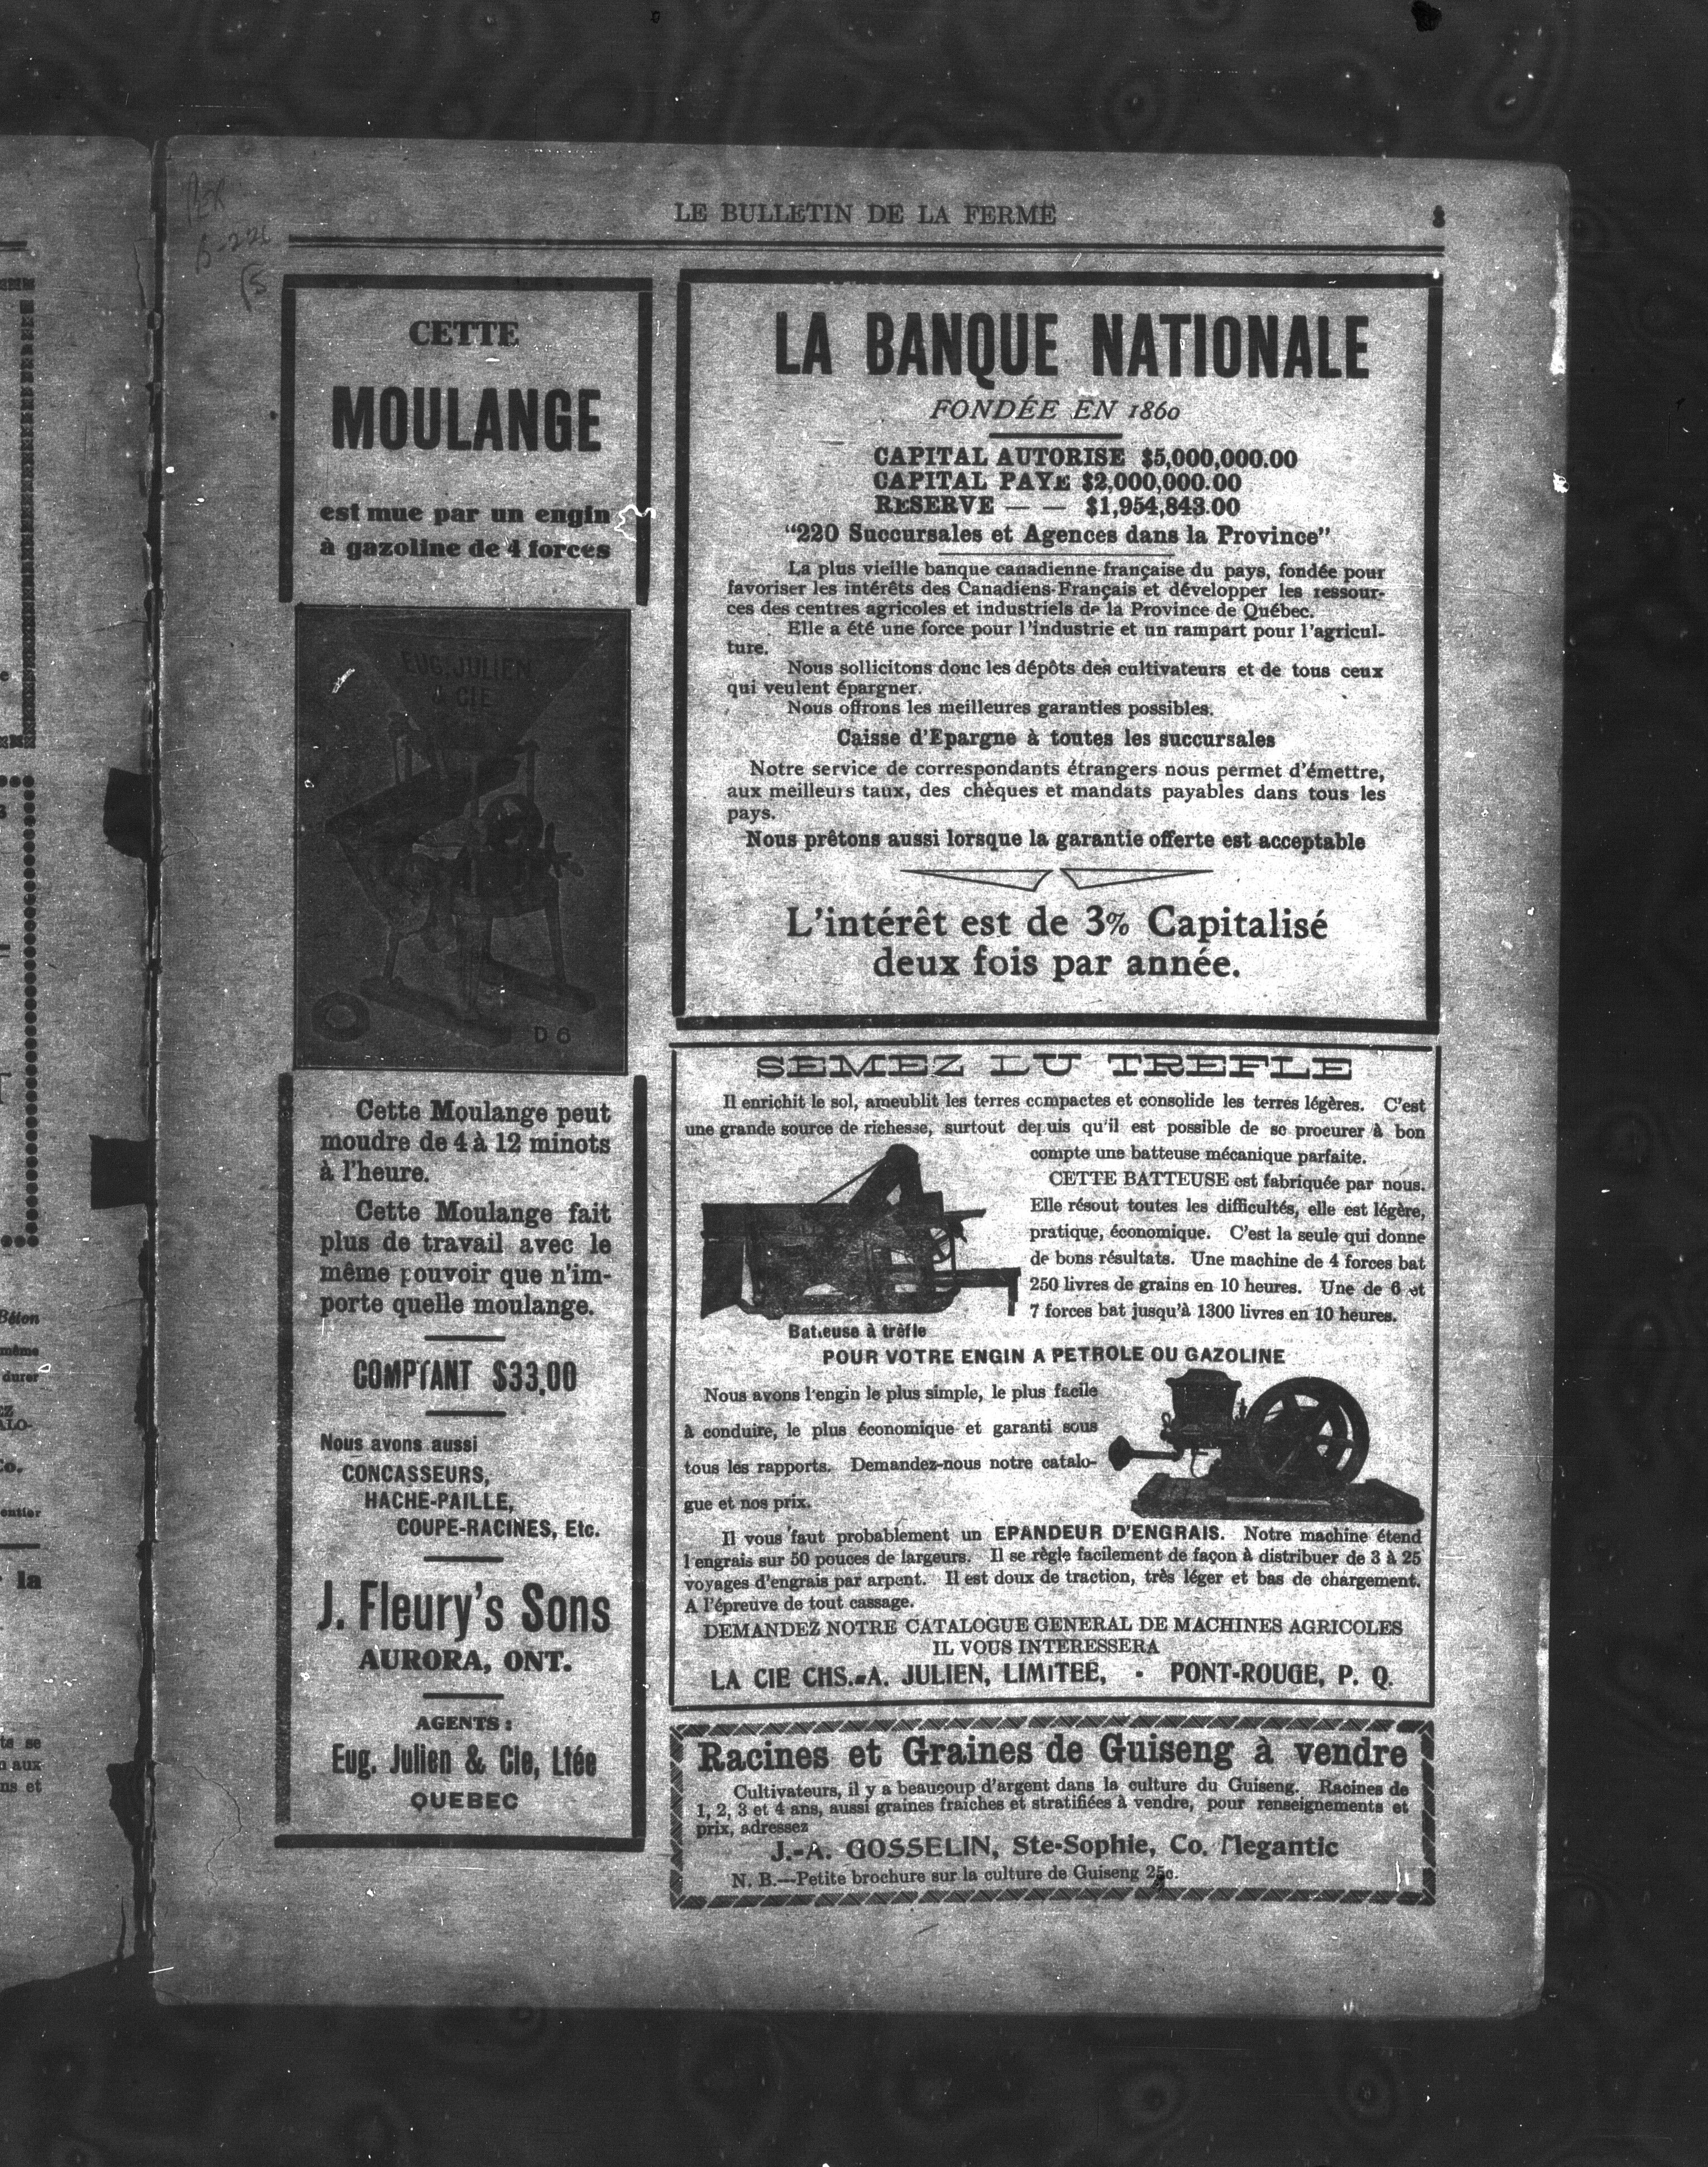 LE BULLETIN DE LA FERME
CETTE
MOULANGE
est mue par un engin
à gazoline de 4 forces
EUG. JULIEN
& CIE
D 6
Cette Moulange peut
moudre de 4 à 12 minots
à l'heure.
Cette Moulange fait
plus de travail avec le
même pouvoir que n'im-
porte quelle moulange.
COMPTANT $33,00
Nous avons aussi
CONCASSEURS,
HACHE-PAILLE,
COUPE-RACINES, Etc.
J. Fleury's Sons
AURORA, ONT.
AGENTS:
Eug. Julien & Cie, Ltée
QUEBEC
LA BANQUE NATIONALE
FONDÉE EN 1860
CAPITAL AUTORISE $5,000,000.00
CAPITAL PAYE $2,000,000.00
RESERVE — — $1,954,843.00
"220 Succursales et Agences dans la Province"
La plus vieille banque canadienne-française du pays, fondée pour
favoriser les intérêts des Canadiens-Français et développer les ressour-
ces des centres agricoles et industriels de la Province de Québec.
Elle a été une force pour l'industrie et un rampart pour l'agricul-
ture.
Nous sollicitons donc les dépôts des cultivateurs et de tous ceux
qui veulent épargner.
Nous offrons les meilleures garanties possibles.
Caisse d'Epargne à toutes les succursales
Notre service de correspondants étrangers nous permet d'émettre,
aux meilleurs taux, des chèques et mandats payables dans tous les
pays.
Nous prêtons aussi lorsque la garantie offerte est acceptable
L'intérêt est de 3% Capitalisé
deux fois par année.
SEMEZ DU TREFLE
Il enrichit le sol, ameublit les terres compactes et consolide les terres légères. C'est
une grande source de richesse, surtout depuis qu'il est possible de se procurer à bon
compte une batteuse mécanique parfaite.
CETTE BATTEUSE est fabriquée par nous.
Elle résout toutes les difficultés, elle est légère,
pratique, économique. C'est la seule qui donne
de bons résultats. Une machine de 4 forces bat
250 livres de grains en 10 heures. Une de 6 et
7 forces bat jusqu'à 1300 livres en 10 heures.
Batteuse à trèfle
POUR VOTRE ENGIN A PETROLE OU GAZOLINE
Nous avons l'engin le plus simple, le plus facile
à conduire, le plus économique et garanti sous
tous les rapports. Demandez-nous notre catalo-
gue et nos prix.
Il vous faut probablement un EPANDEUR D'ENGRAIS. Notre machine étend
l'engrais sur 50 pouces de largeurs. Il se règle facilement de façon à distribuer de 3 à 25
voyages d'engrais par arpent. Il est doux de traction, très léger et bas de chargement.
A l'épreuve de tout cassage.
DEMANDEZ NOTRE CATALOGUE GENERAL DE MACHINES AGRICOLES
IL VOUS INTERESSERA
LA CIE CHS.-A. JULIEN, LIMITEE, - PONT-ROUGE, P. Q.
Racines et Graines de Guiseng à vendre
Cultivateurs, il y a beaucoup d'argent dans la culture du Guiseng. Racines de
1, 2, 3 et 4 ans, aussi graines fraiches et stratifiées à vendre, pour renseignements et
prix, adressez
J.-A. GOSSELIN, Ste-Sophie, Co. Megantic
N. B.—Petite brochure sur la culture de Guiseng 25c.